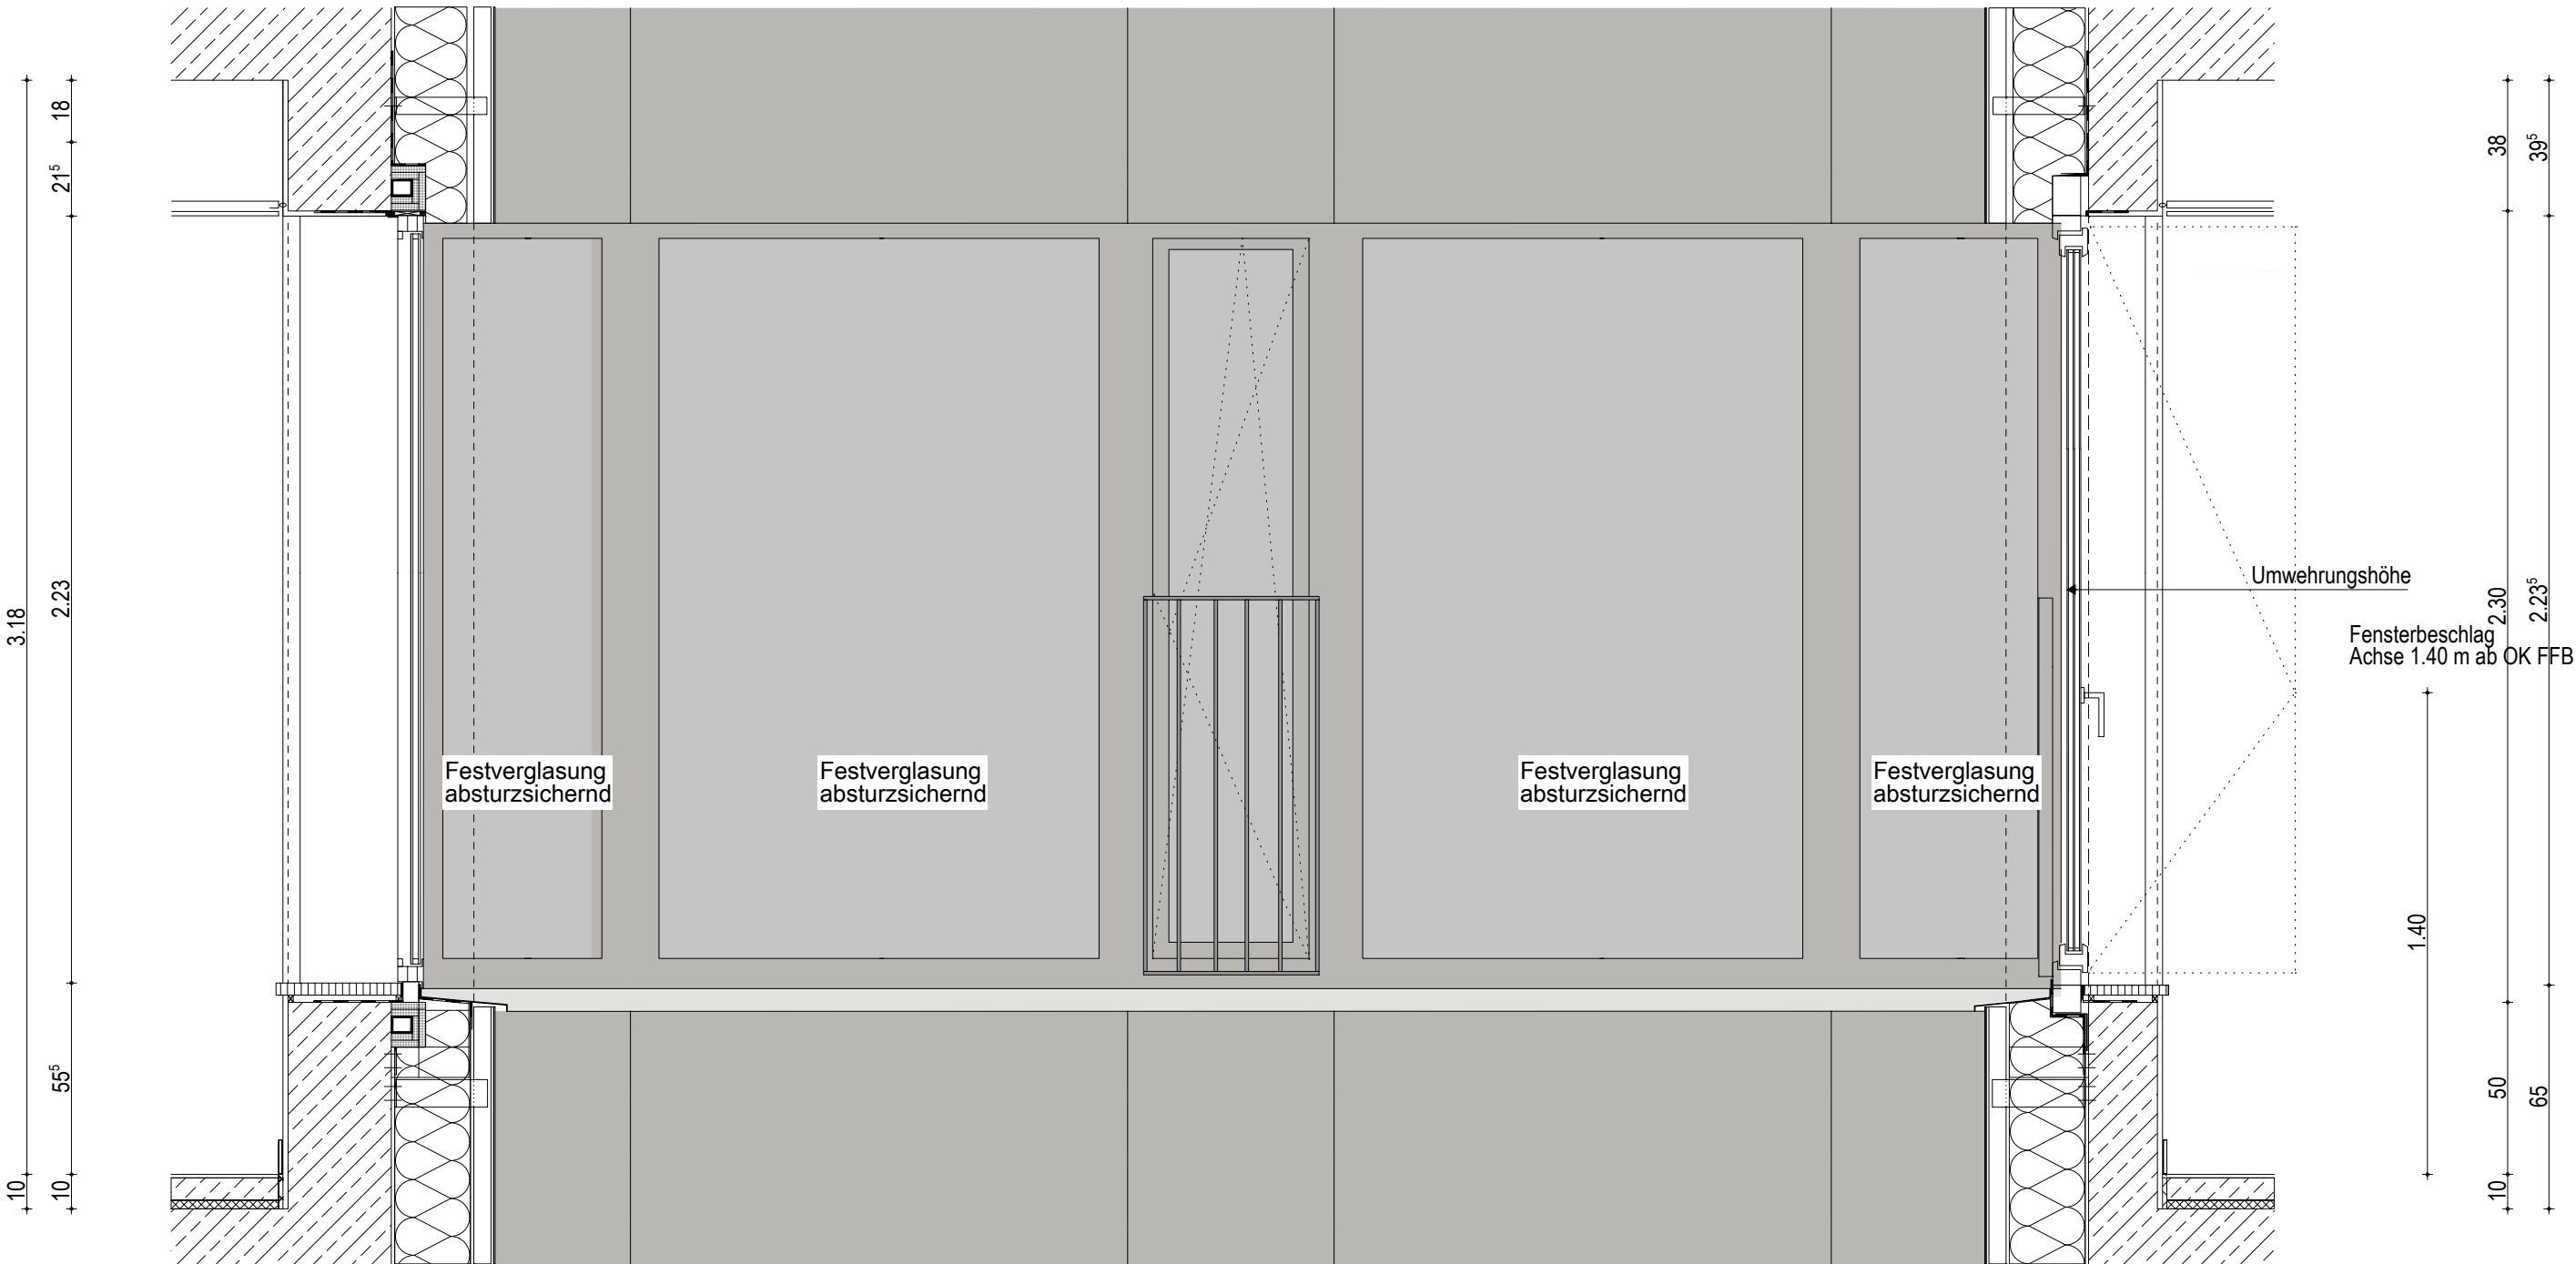 18
38
39⁵
21⁵
3.18
2.23
Umwehrungshöhe
2.30
2.23⁵
Fensterbeschlag
Achse 1.40 m ab OK FFB
Festverglasung
absturzsichernd
Festverglasung
absturzsichernd
Festverglasung
absturzsichernd
Festverglasung
absturzsichernd
1.40
55⁵
50
65
10
10
10